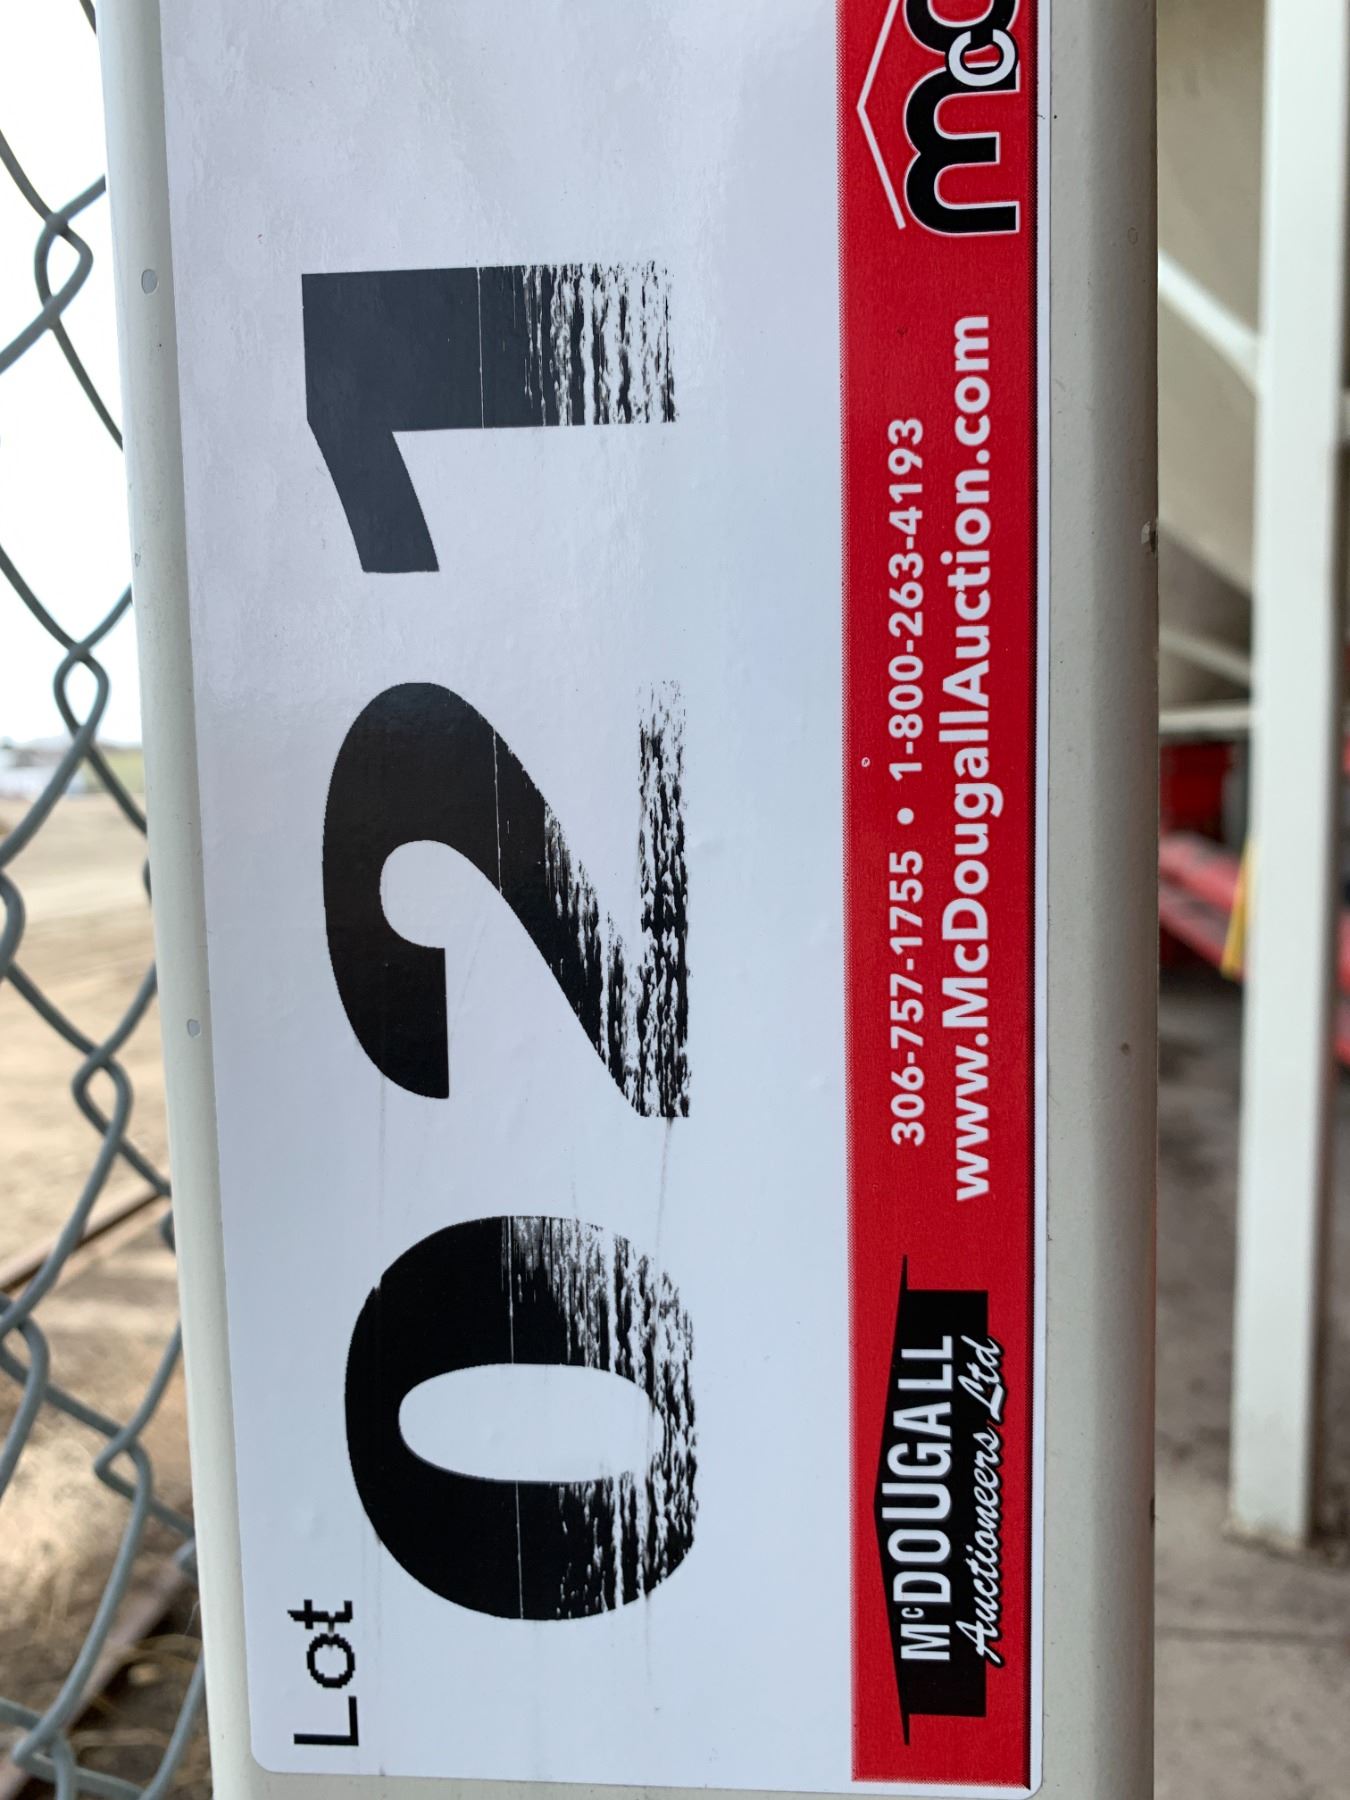 Lot
021
McDOUGALL
Auctioneers Ltd
306-757-1755 • 1-800-263-4193
www.McDougallAuction.com